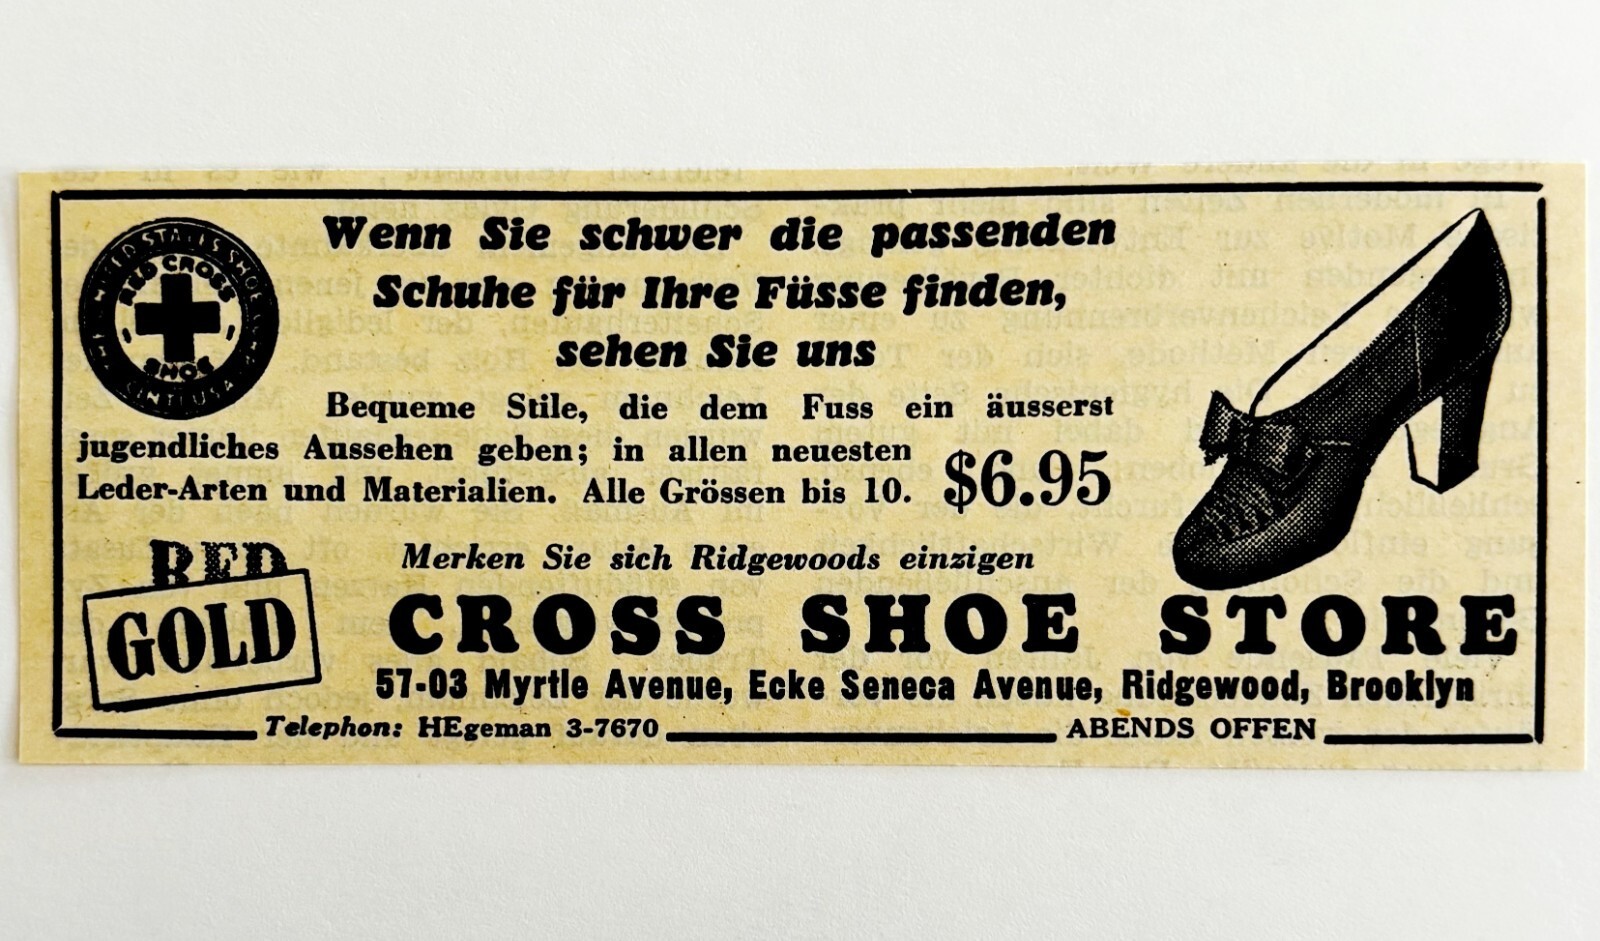 Wenn Sie schwer die passenden
Schuhe für Ihre Füsse finden,
sehen Sie uns
RED CROSS
SHOE
Bequeme Stile, die dem Fuss ein äusserst
jugendliches Aussehen geben; in allen neuesten
Leder-Arten und Materialien. Alle Grössen bis 10.
$6.95
Merken Sie sich Ridgewoods einzigen
RED
GOLD
CROSS SHOE STORE
57-03 Myrtle Avenue, Ecke Seneca Avenue, Ridgewood, Brooklyn
Telephon: HEgeman 3-7670
ABENDS OFFEN